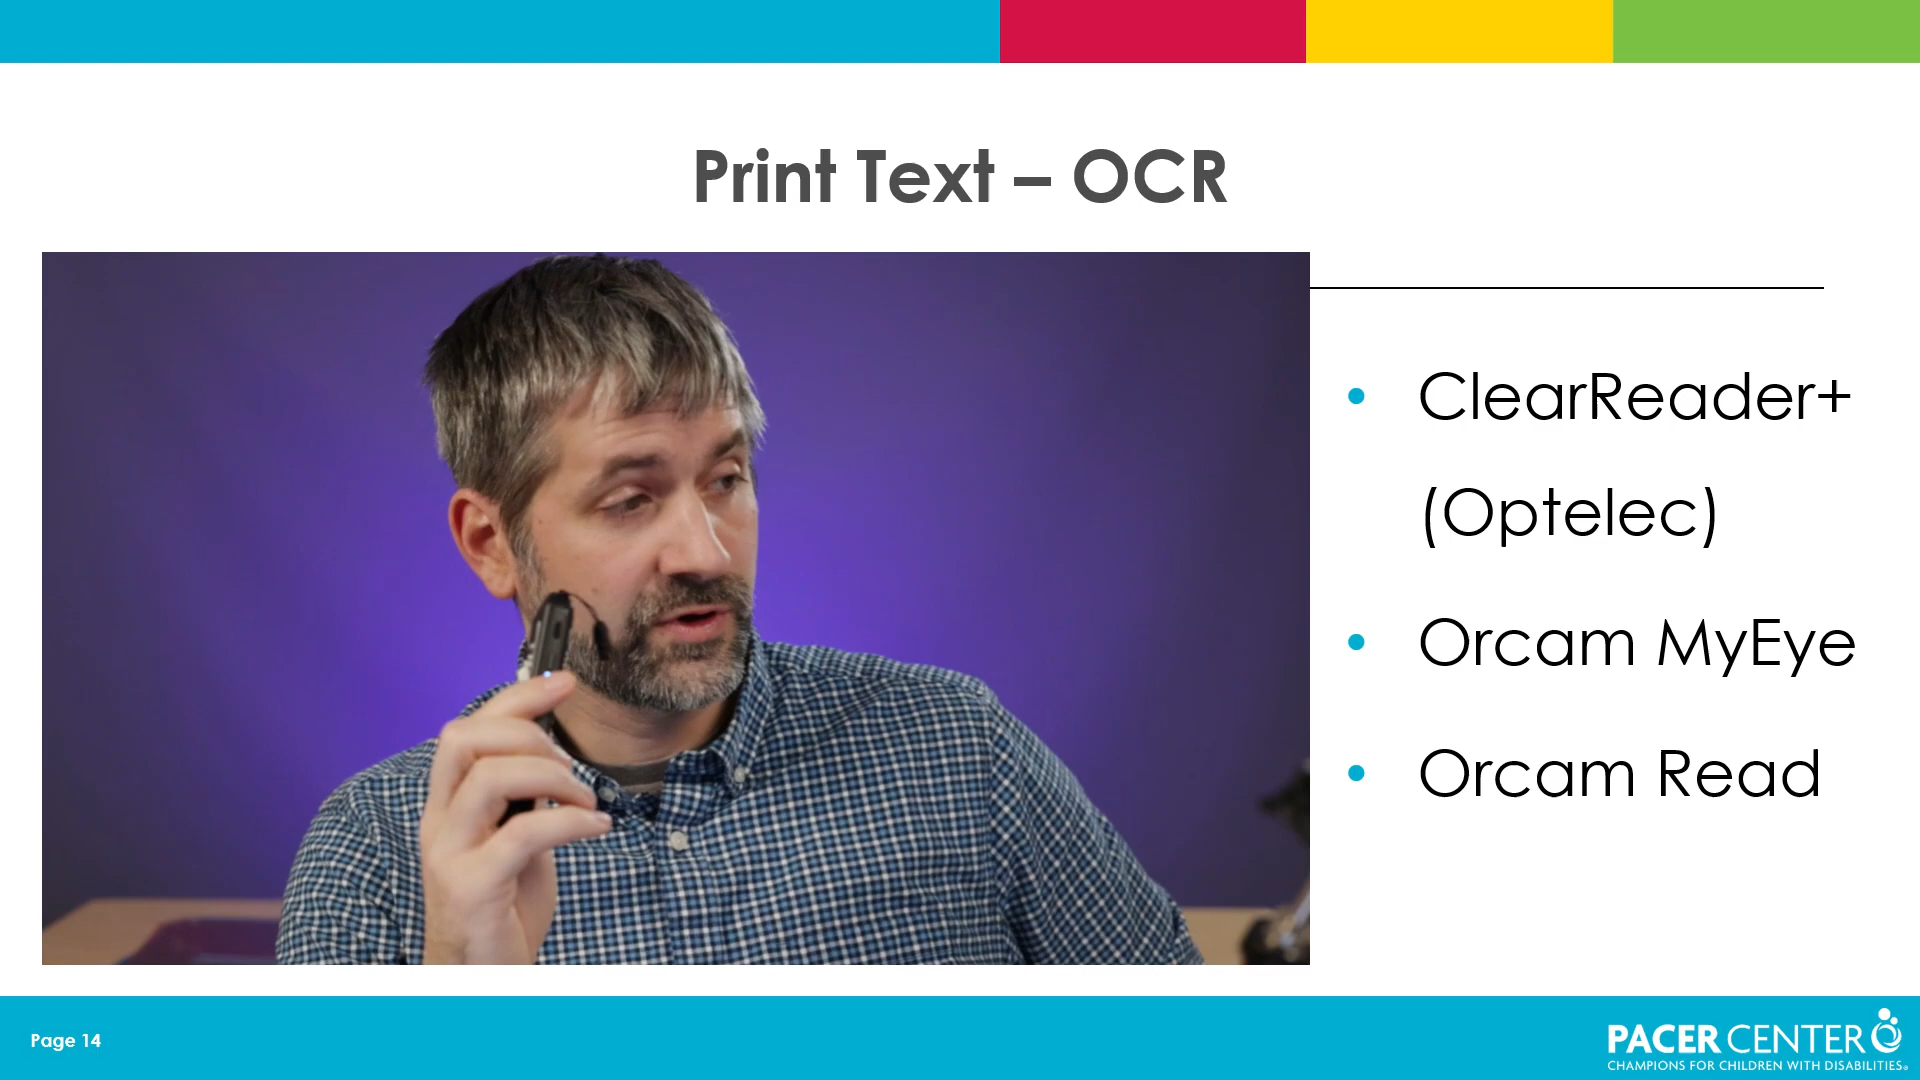 Print Text – OCR
• ClearReader+
(Optelec)
• Orcam MyEye
• Orcam Read
Page 14
PACER CENTER
CHAMPIONS FOR CHILDREN WITH DISABILITIES®